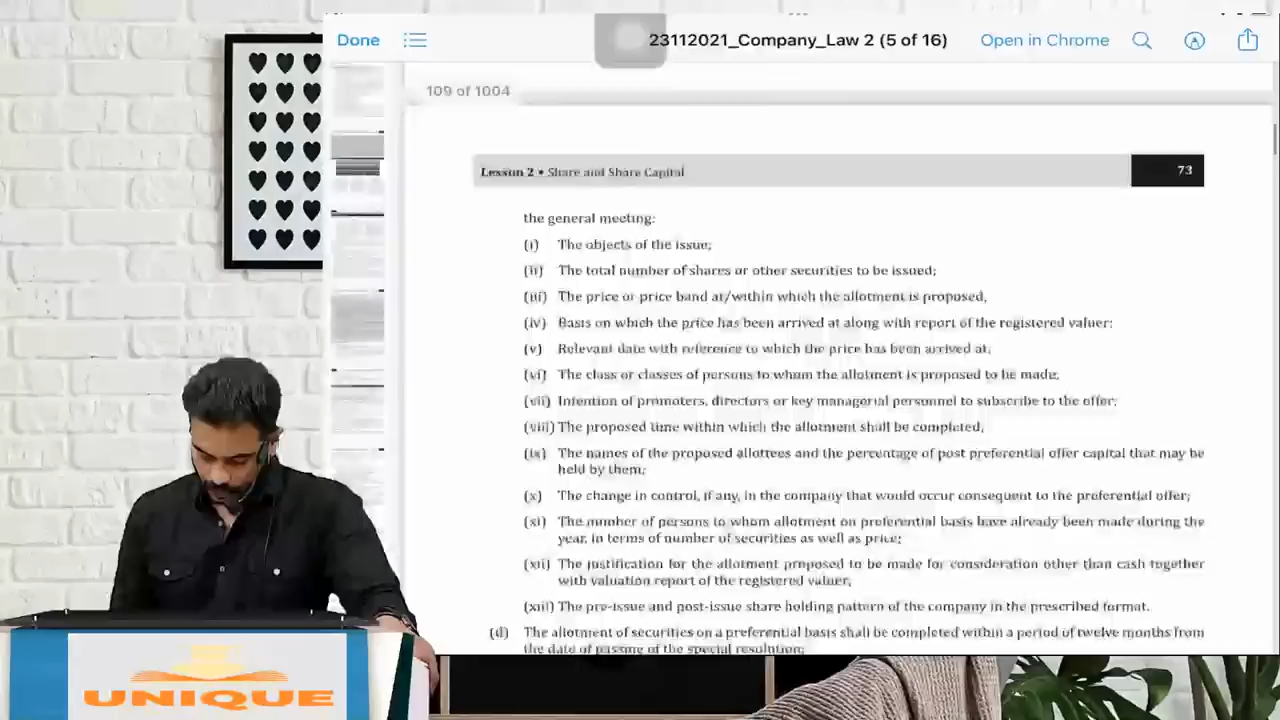 Done
23112021_Company_Law 2 (5 of 16)
Open in Chrome
109 of 1004
Lesson 2 • Share and Share Capital
73
the general meeting:
(i) The objects of the issue;
(ii) The total number of shares or other securities to be issued;
(iii) The price or price band at/within which the allotment is proposed,
(iv) Basis on which the price has been arrived at along with report of the registered valuer;
(v) Relevant date with reference to which the price has been arrived at.
(vi) The class or classes of persons to whom the allotment is proposed to be made;
(vii) Intention of promoters, directors or key managerial personnel to subscribe to the offer;
(viii) The proposed time within which the allotment shall be completed;
(ix) The names of the proposed allottees and the percentage of post preferential offer capital that may be
held by them;
(x) The change in control, if any, in the company that would occur consequent to the preferential offer;
(xi) The number of persons to whom allotment on preferential basis have already been made during the
year, in terms of number of securities as well as price;
(xii) The justification for the allotment proposed to be made for consideration other than cash together
with valuation report of the registered valuer;
(xiii) The pre-issue and post-issue share holding pattern of the company in the prescribed format.
(d) The allotment of securities on a preferential basis shall be completed within a period of twelve months from
the date of passing of the special resolution;
UNIQUE